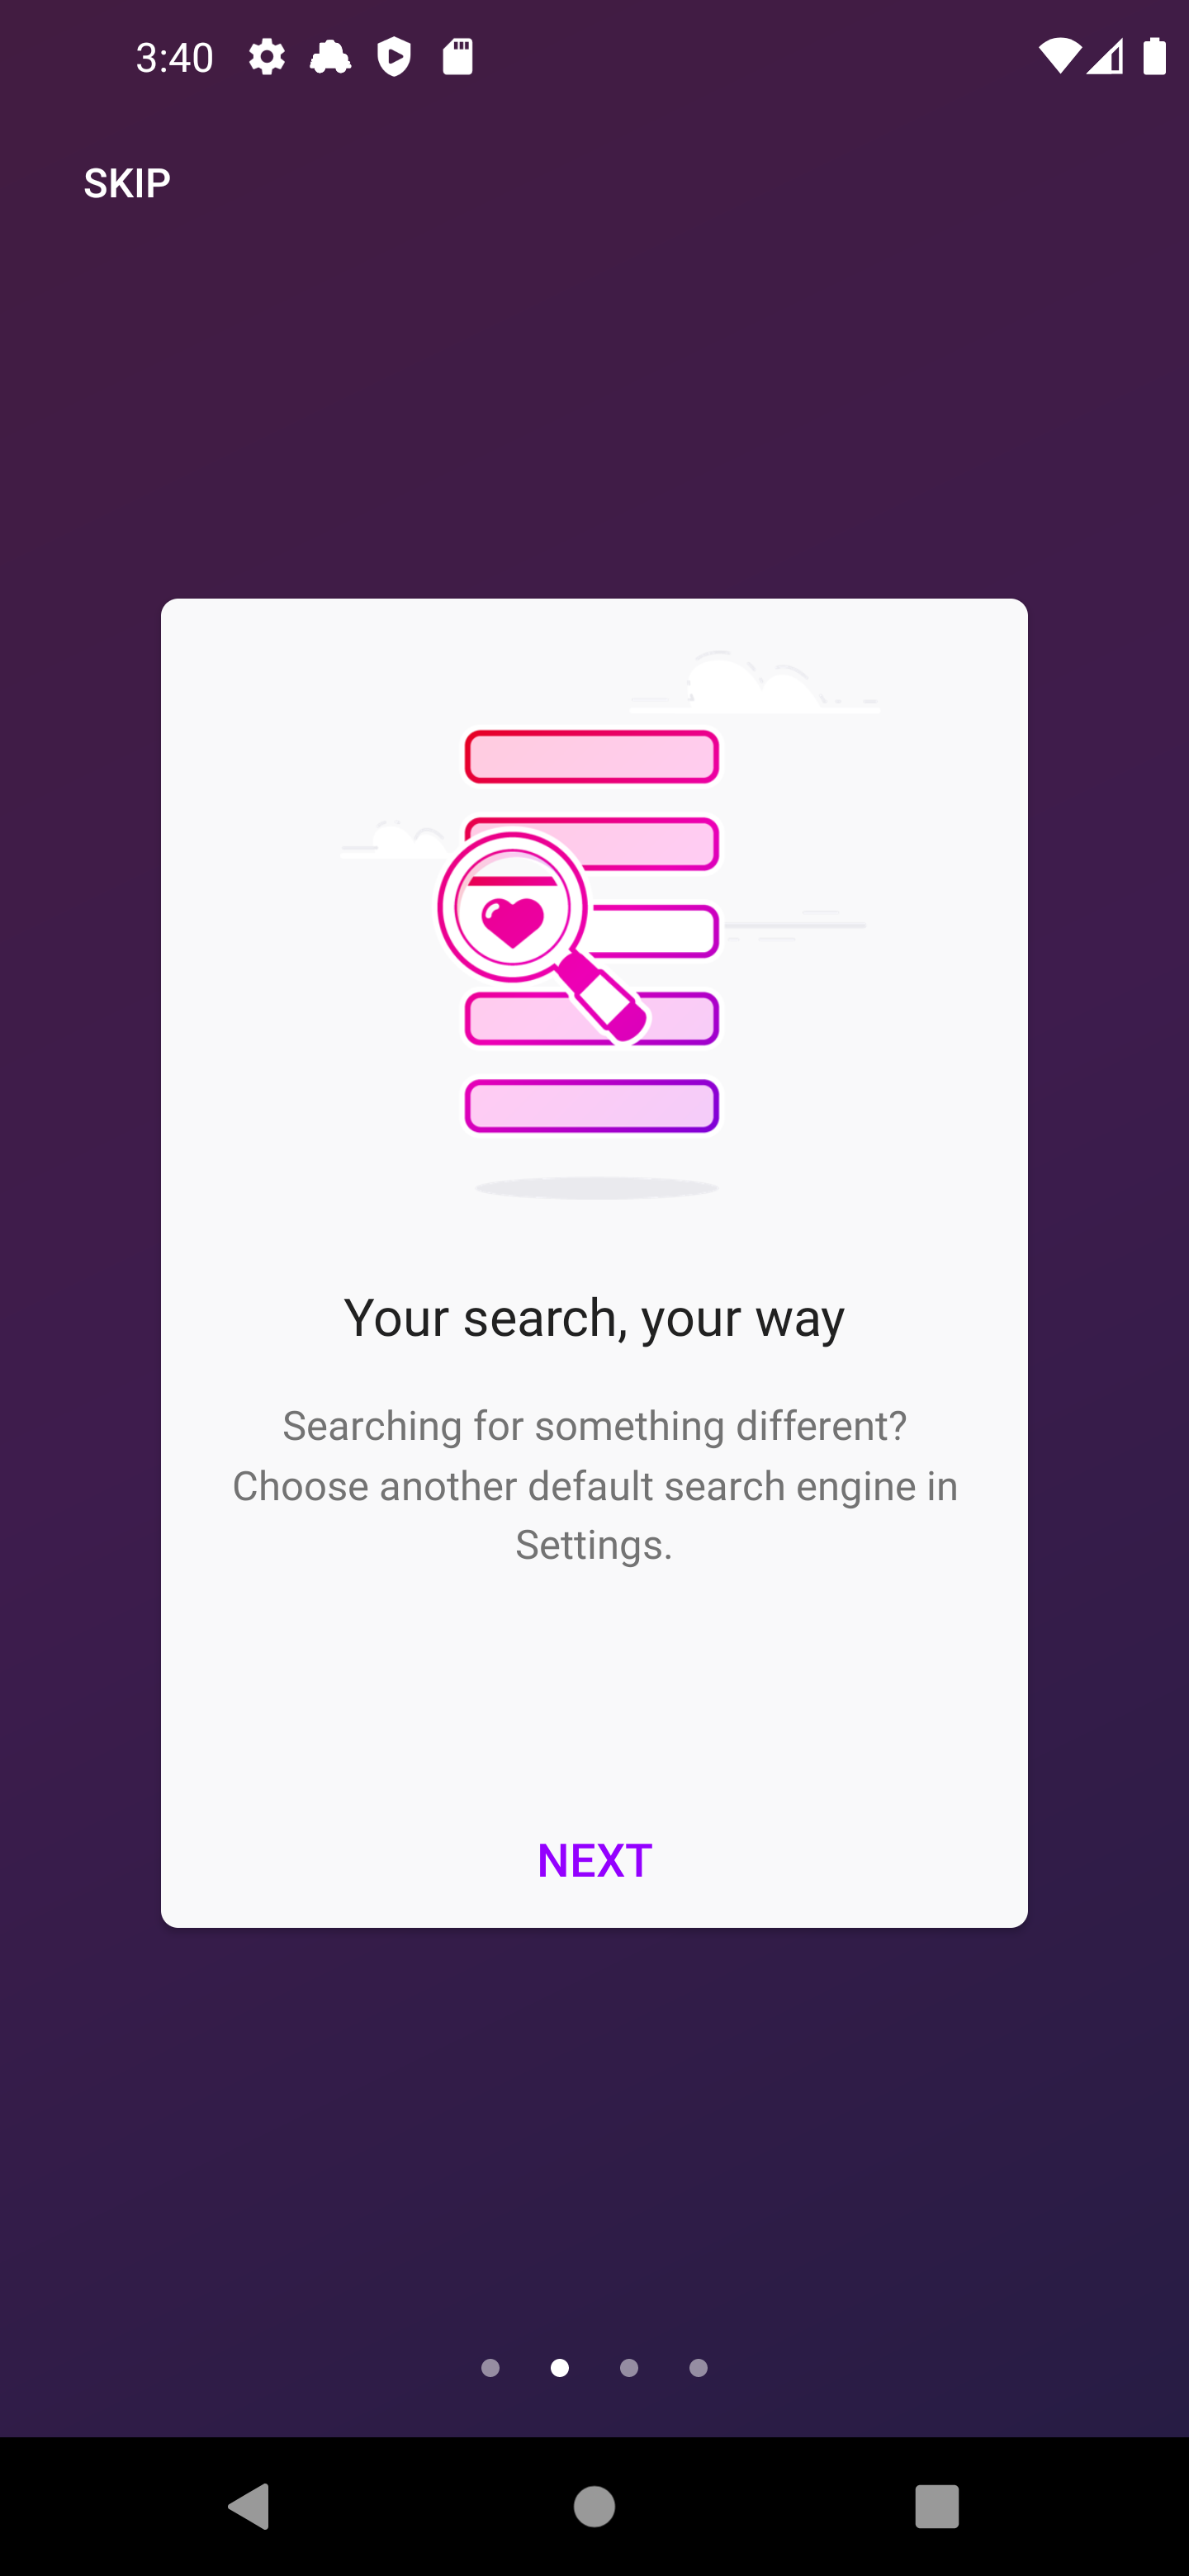 3:40
SKIP
Your search, your way
Searching for something different?
Choose another default search engine in
Settings.
NEXT